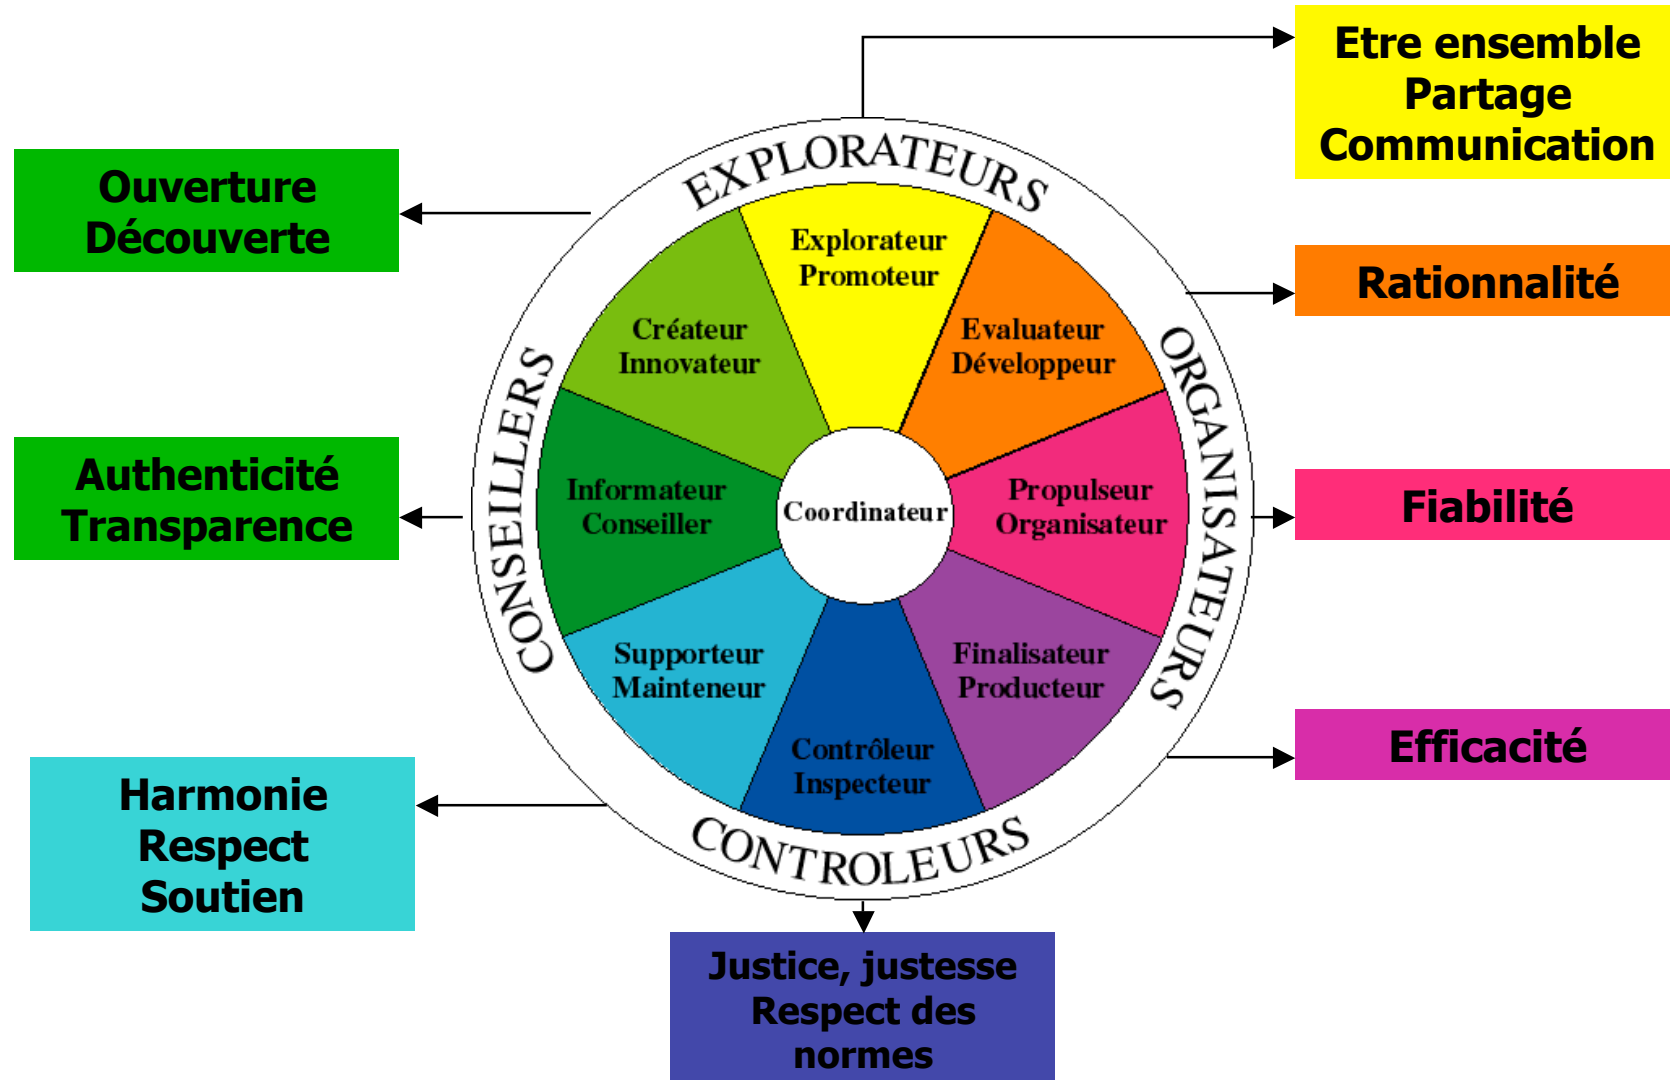 Etre ensemble
Partage
Communication
Ouverture
Découverte
EXPLORATEURS
Explorateur
Promoteur
Rationnalité
Créateur
Innovateur
Evaluateur
Développeur
CONSEILLERS
ORGANISATEURS
Authenticité
Transparence
Informateur
Conseiller
Coordinateur
Propulseur
Organisateur
Fiabilité
Supporteur
Mainteneur
Finalisateur
Producteur
Efficacité
Contrôleur
Inspecteur
Harmonie
Respect
Soutien
CONTROLEURS
Justice, justesse
Respect des
normes